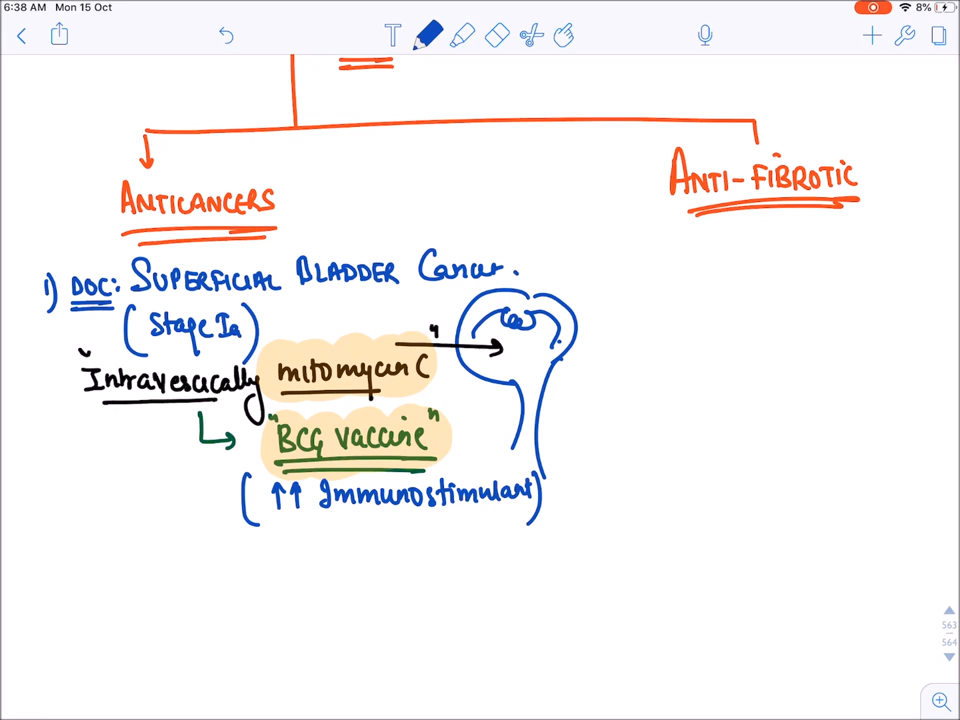 6:38 AM Mon 15 Oct
8%
T
ANTICANCERS
ANTI-FIBROTIC
1) DOC: SUPERFICIAL BLADDER Cancer.
(Stage Ia)
"Intravesically mitomycin C"
"BCG vaccine"
(↑↑ Immunostimulant)
563
564